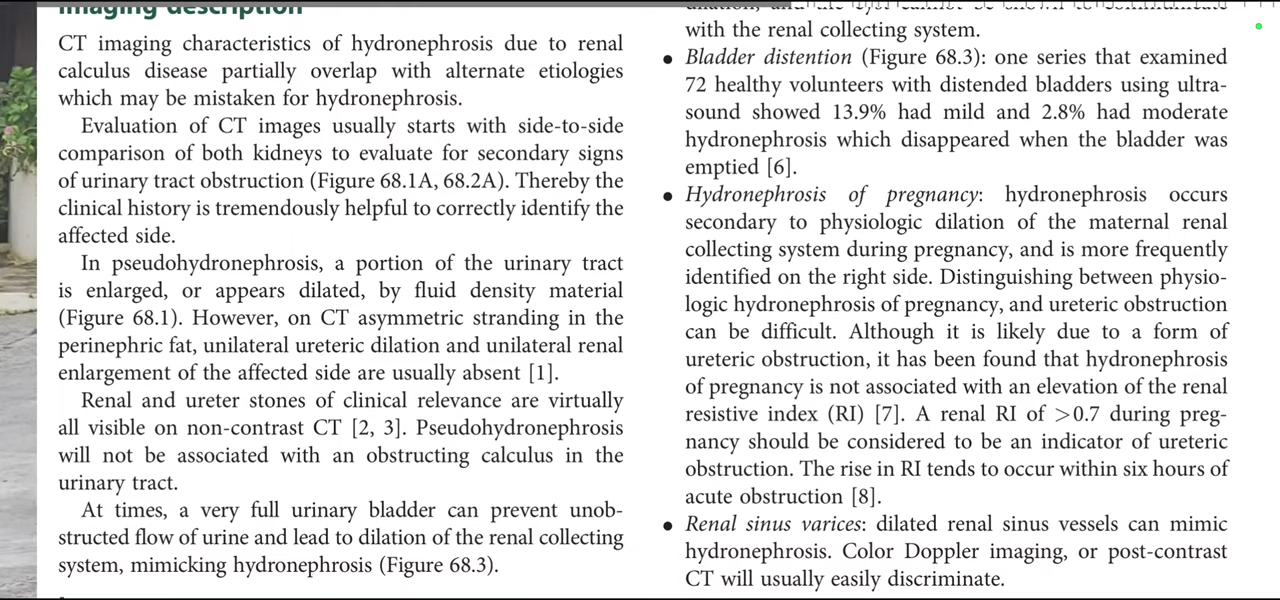 Imaging description
CT imaging characteristics of hydronephrosis due to renal
calculus disease partially overlap with alternate etiologies
which may be mistaken for hydronephrosis.
Evaluation of CT images usually starts with side-to-side
comparison of both kidneys to evaluate for secondary signs
of urinary tract obstruction (Figure 68.1A, 68.2A). Thereby the
clinical history is tremendously helpful to correctly identify the
affected side.
In pseudohydronephrosis, a portion of the urinary tract
is enlarged, or appears dilated, by fluid density material
(Figure 68.1). However, on CT asymmetric stranding in the
perinephric fat, unilateral ureteric dilation and unilateral renal
enlargement of the affected side are usually absent [1].
Renal and ureter stones of clinical relevance are virtually
all visible on non-contrast CT [2, 3]. Pseudohydronephrosis
will not be associated with an obstructing calculus in the
urinary tract.
At times, a very full urinary bladder can prevent unob-
structed flow of urine and lead to dilation of the renal collecting
system, mimicking hydronephrosis (Figure 68.3).
with the renal collecting system.
● Bladder distention (Figure 68.3): one series that examined
72 healthy volunteers with distended bladders using ultra-
sound showed 13.9% had mild and 2.8% had moderate
hydronephrosis which disappeared when the bladder was
emptied [6].
● Hydronephrosis of pregnancy: hydronephrosis occurs
secondary to physiologic dilation of the maternal renal
collecting system during pregnancy, and is more frequently
identified on the right side. Distinguishing between physio-
logic hydronephrosis of pregnancy, and ureteric obstruction
can be difficult. Although it is likely due to a form of
ureteric obstruction, it has been found that hydronephrosis
of pregnancy is not associated with an elevation of the renal
resistive index (RI) [7]. A renal RI of >0.7 during preg-
nancy should be considered to be an indicator of ureteric
obstruction. The rise in RI tends to occur within six hours of
acute obstruction [8].
● Renal sinus varices: dilated renal sinus vessels can mimic
hydronephrosis. Color Doppler imaging, or post-contrast
CT will usually easily discriminate.